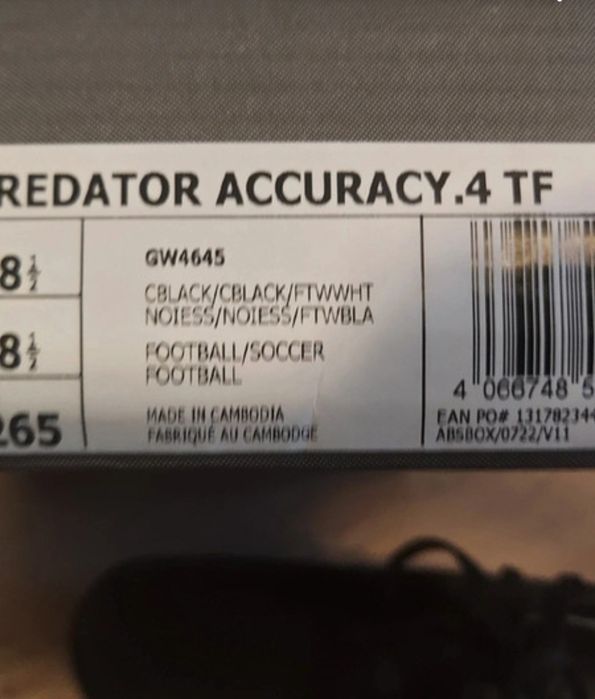 REDATOR ACCURACY.4 TF
8½
8½
265
GW4645
CBLACK/CBLACK/FTWWHT
NOIESS/NOIESS/FTWBLA
FOOTBALL/SOCCER
FOOTBALL
MADE IN CAMBODIA
FABRIQUÉ AU CAMBODGE
4 066748 5
EAN PO# 131782344
ABSBOX/0722/V11